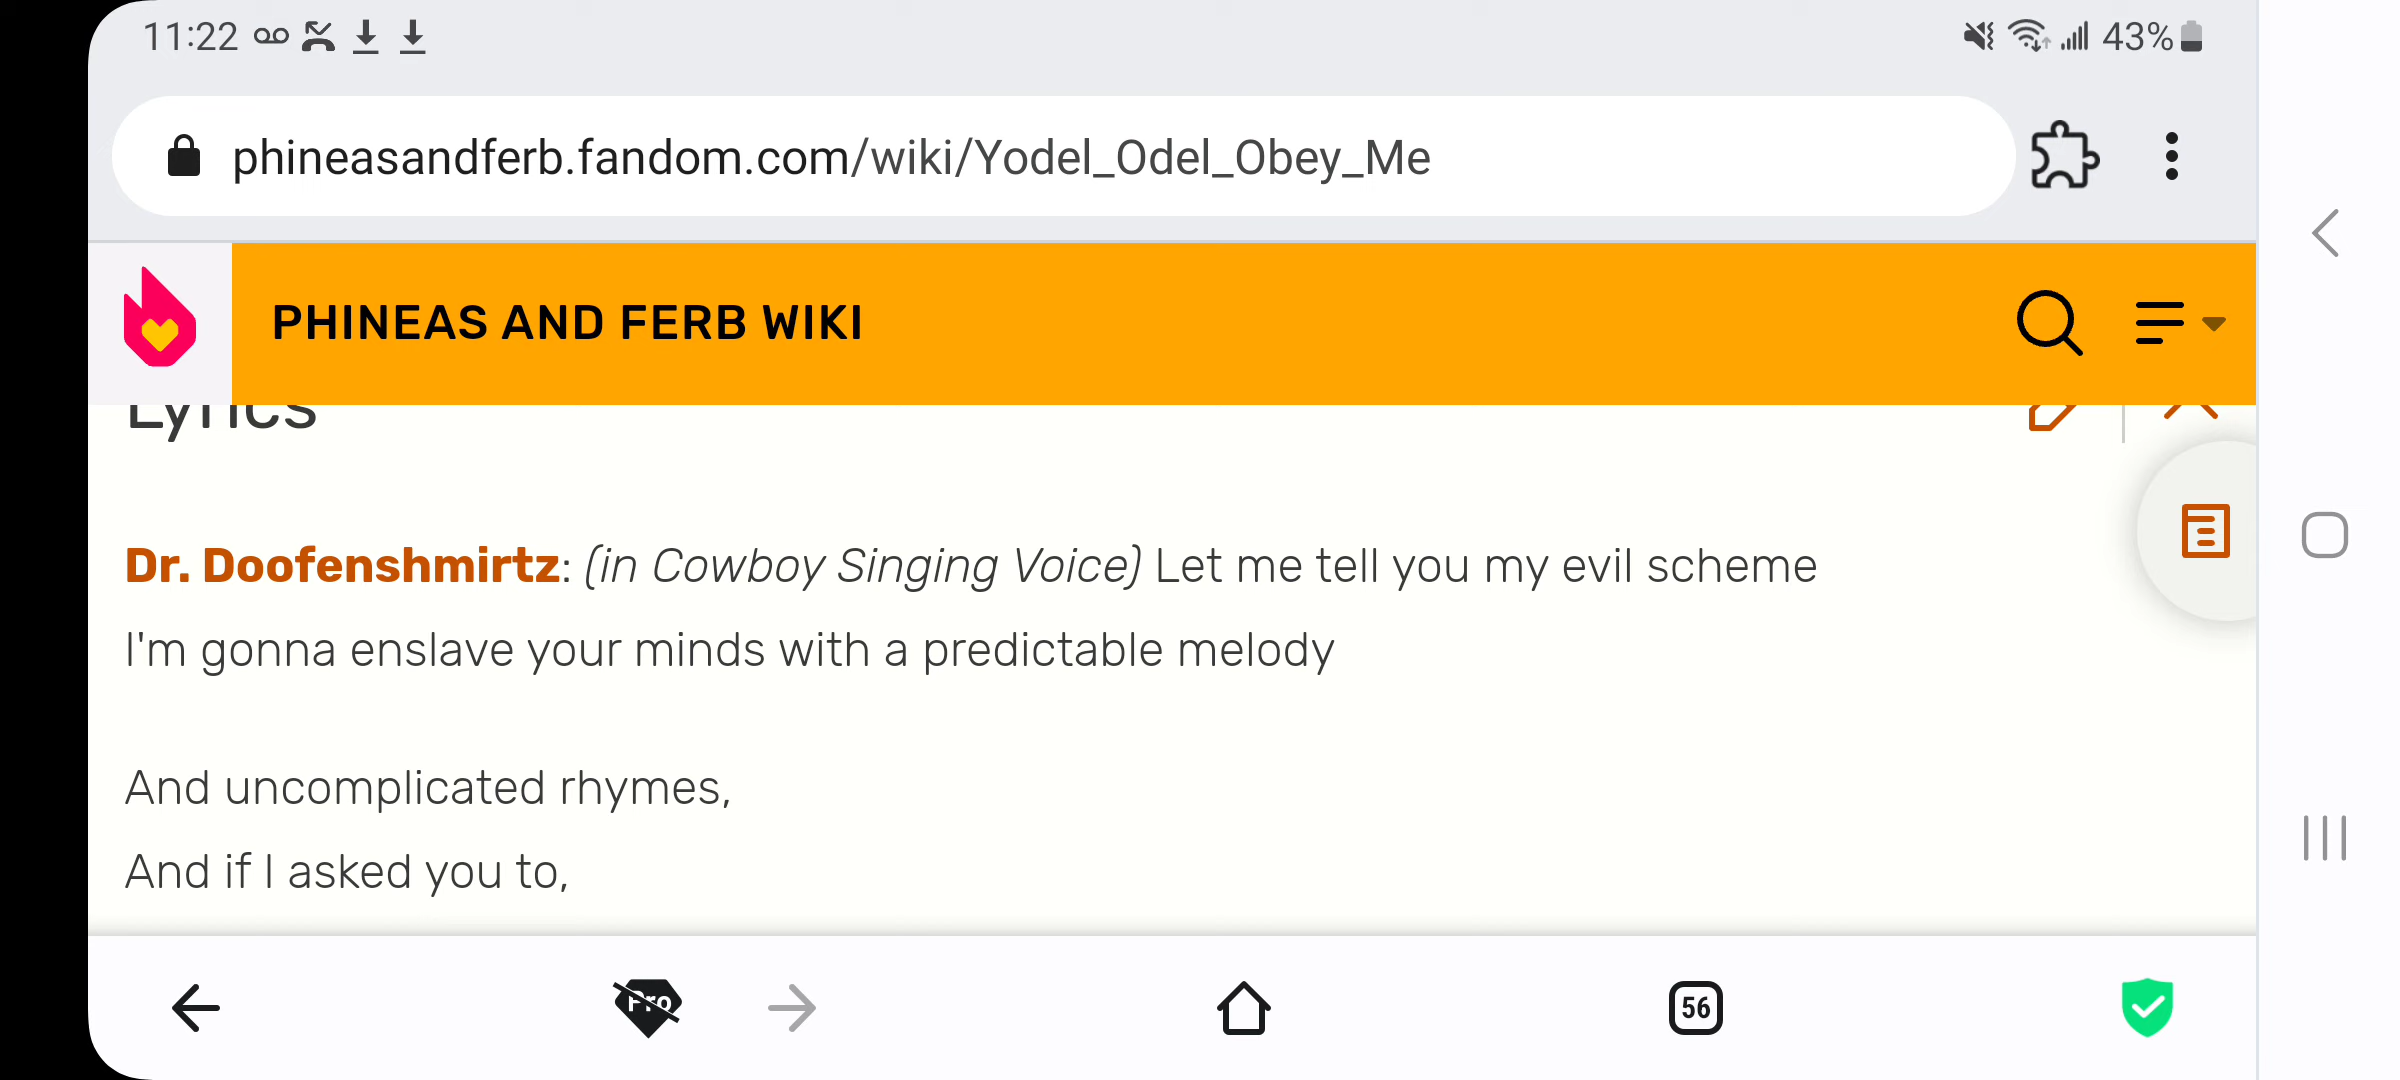 11:22
43%
phineasandferb.fandom.com/wiki/Yodel_Odel_Obey_Me
PHINEAS AND FERB WIKI
Lyrics
Dr. Doofenshmirtz: (in Cowboy Singing Voice) Let me tell you my evil scheme
I'm gonna enslave your minds with a predictable melody
And uncomplicated rhymes,
And if I asked you to,
Pro
56